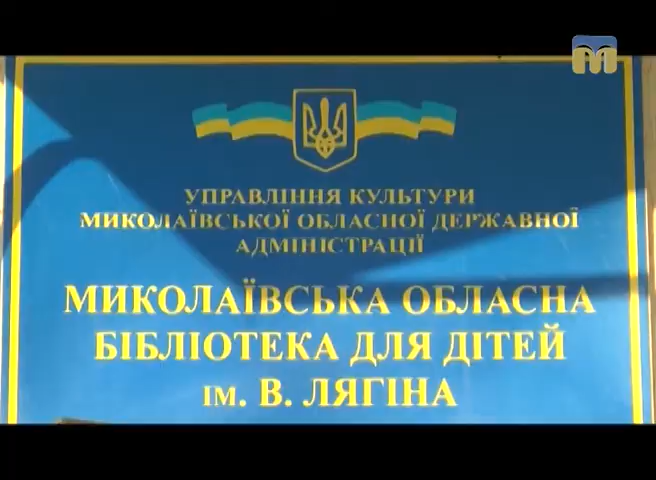 УПРАВЛІННЯ КУЛЬТУРИ
МИКОЛАЇВСЬКОЇ ОБЛАСНОЇ ДЕРЖАВНОЇ
АДМІНІСТРАЦІЇ
МИКОЛАЇВСЬКА ОБЛАСНА
БІБЛІОТЕКА ДЛЯ ДІТЕЙ
ІМ. В. ЛЯГІНА